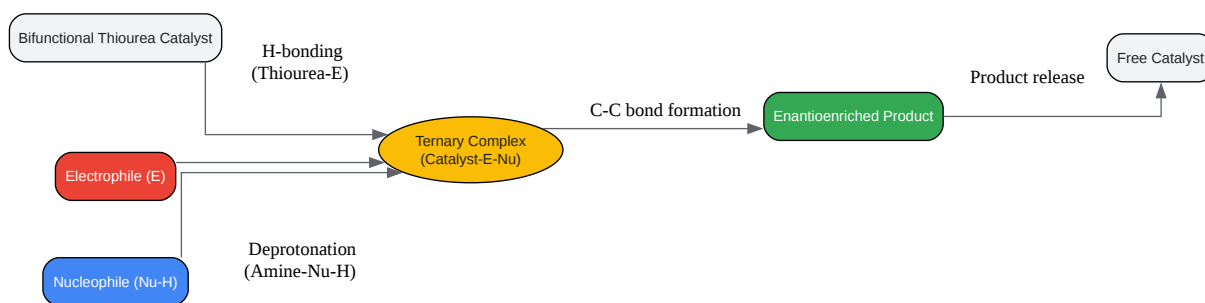 Bifunctional Thiourea Catalyst
H-bonding
(Thiourea-E)
Free Catalyst
Product release
C-C bond formation
Enantioenriched Product
Ternary Complex
(Catalyst-E-Nu)
Electrophile (E)
Deprotonation
(Amine-Nu-H)
Nucleophile (Nu-H)